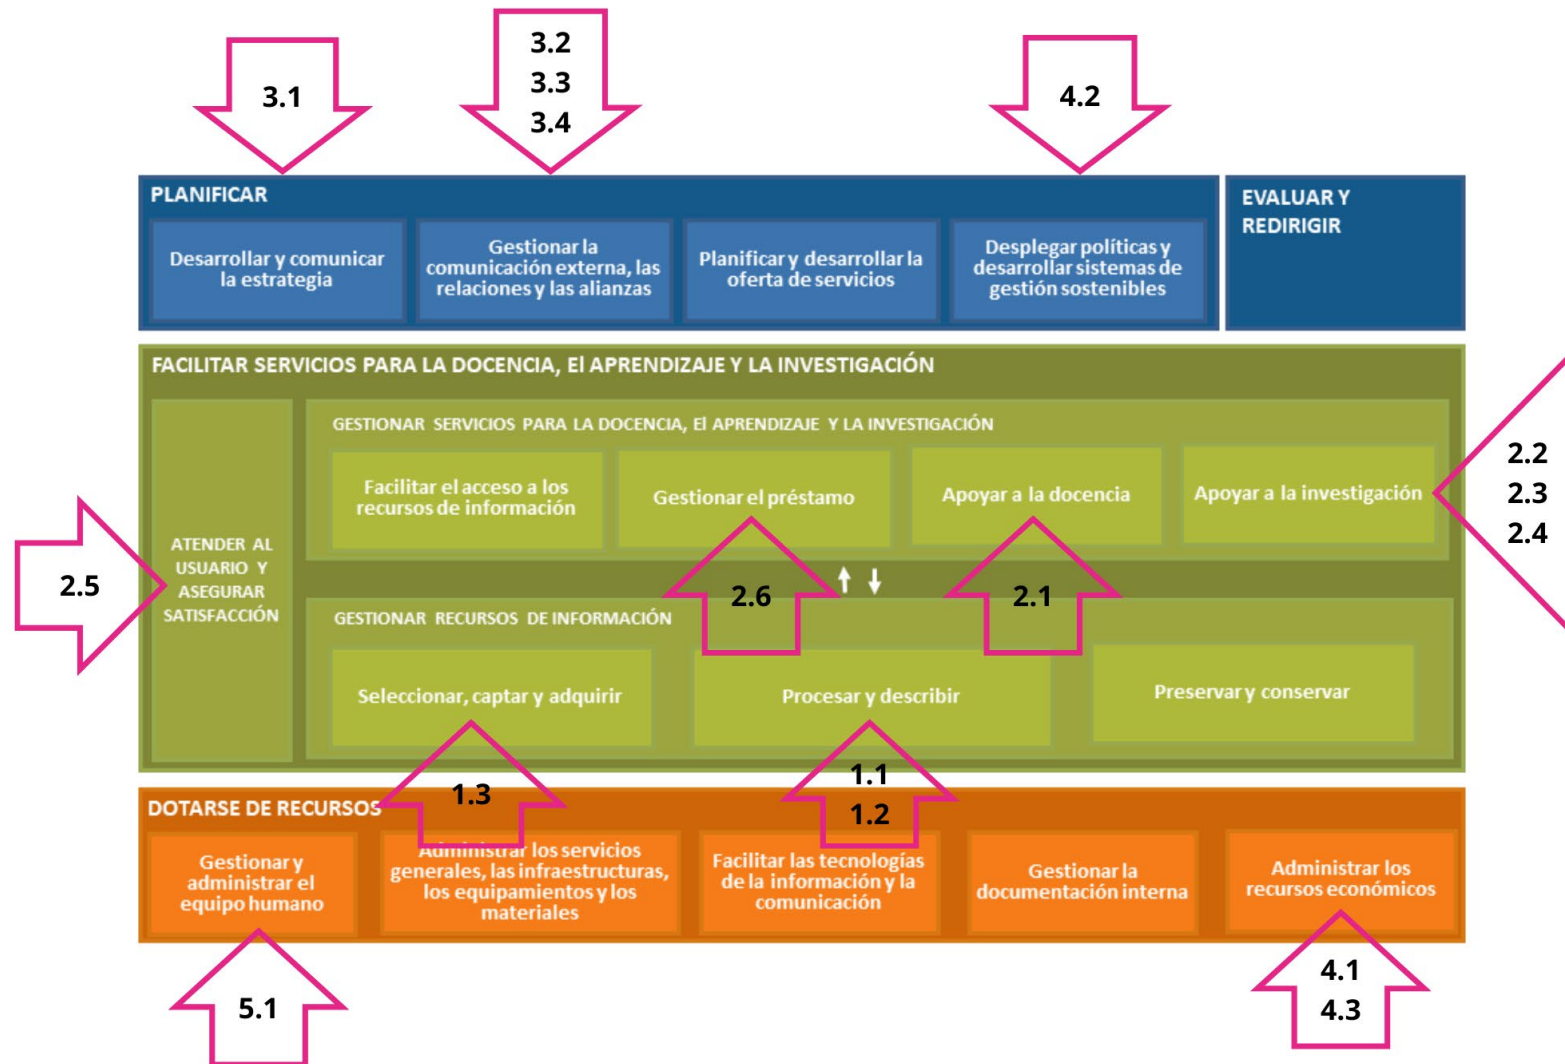 3.1
3.2
3.3
3.4
4.2
PLANIFICAR
Desarrollar y comunicar
la estrategia
Gestionar la
comunicación externa, las
relaciones y las alianzas
Planificar y desarrollar la
oferta de servicios
Desplegar políticas y
desarrollar sistemas de
gestión sostenibles
EVALUAR Y
REDIRIGIR
FACILITAR SERVICIOS PARA LA DOCENCIA, El APRENDIZAJE Y LA INVESTIGACIÓN
2.5
ATENDER AL
USUARIO Y
ASEGURAR
SATISFACCIÓN
GESTIONAR SERVICIOS PARA LA DOCENCIA, El APRENDIZAJE Y LA INVESTIGACIÓN
Facilitar el acceso a los
recursos de información
Gestionar el préstamo
Apoyar a la docencia
Apoyar a la investigación
2.2
2.3
2.4
2.6
2.1
GESTIONAR RECURSOS DE INFORMACIÓN
Seleccionar, captar y adquirir
Procesar y describir
Preservar y conservar
1.3
1.1
1.2
DOTARSE DE RECURSOS
Gestionar y
administrar el
equipo humano
Administrar los servicios
generales, las infraestructuras,
los equipamientos y los
materiales
Facilitar las tecnologías
de la información y la
comunicación
Gestionar la
documentación interna
Administrar los
recursos económicos
5.1
4.1
4.3